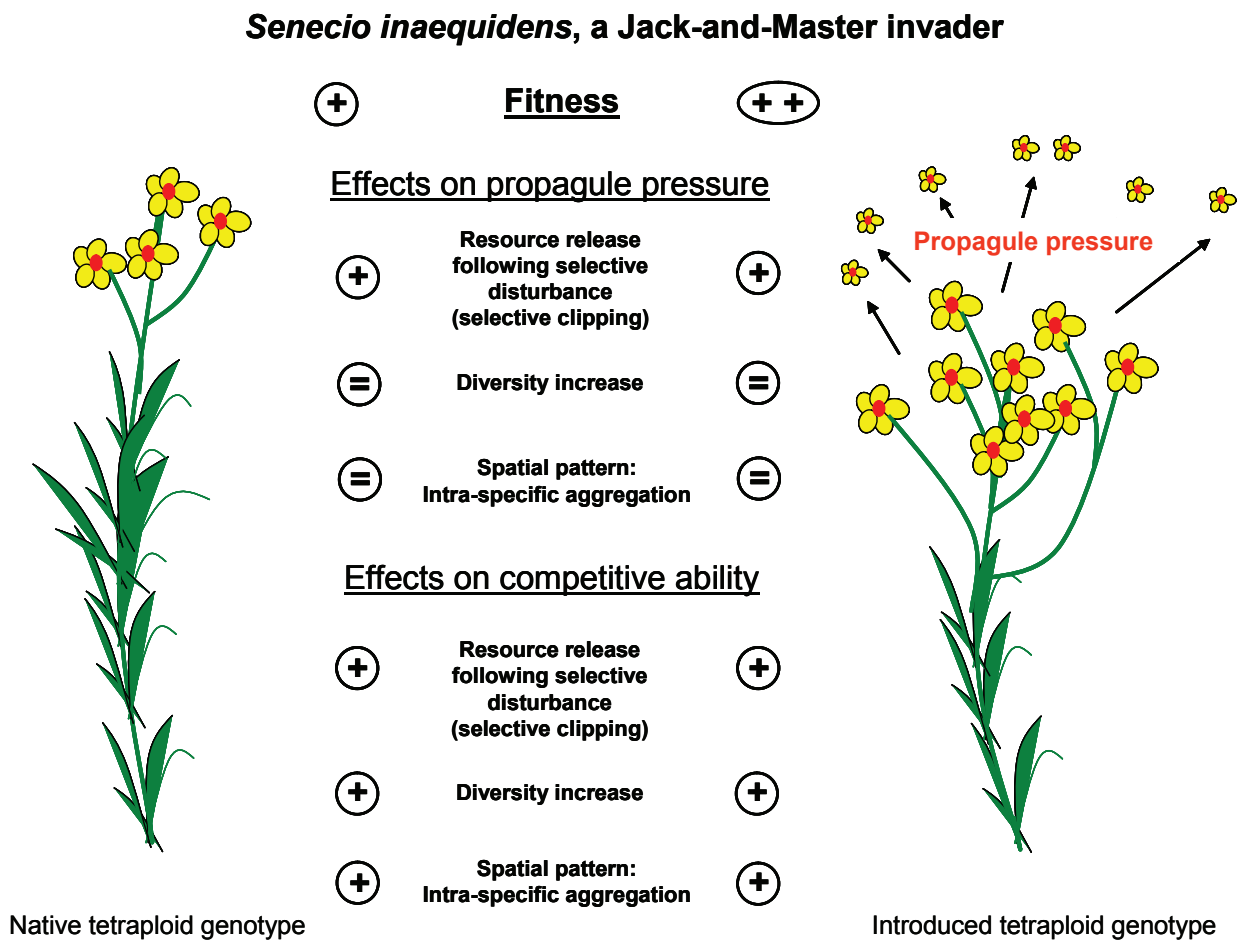 Senecio inaequidens, a Jack-and-Master invader
+ Fitness + +
Effects on propagule pressure
Resource release
following selective
+ disturbance +
(selective clipping)
= Diversity increase =
Spatial pattern:
= Intra-specific aggregation =
Propagule pressure
Effects on competitive ability
Resource release
following selective
+ disturbance +
(selective clipping)
+ Diversity increase +
Spatial pattern:
+ Intra-specific aggregation +
Native tetraploid genotype
Introduced tetraploid genotype